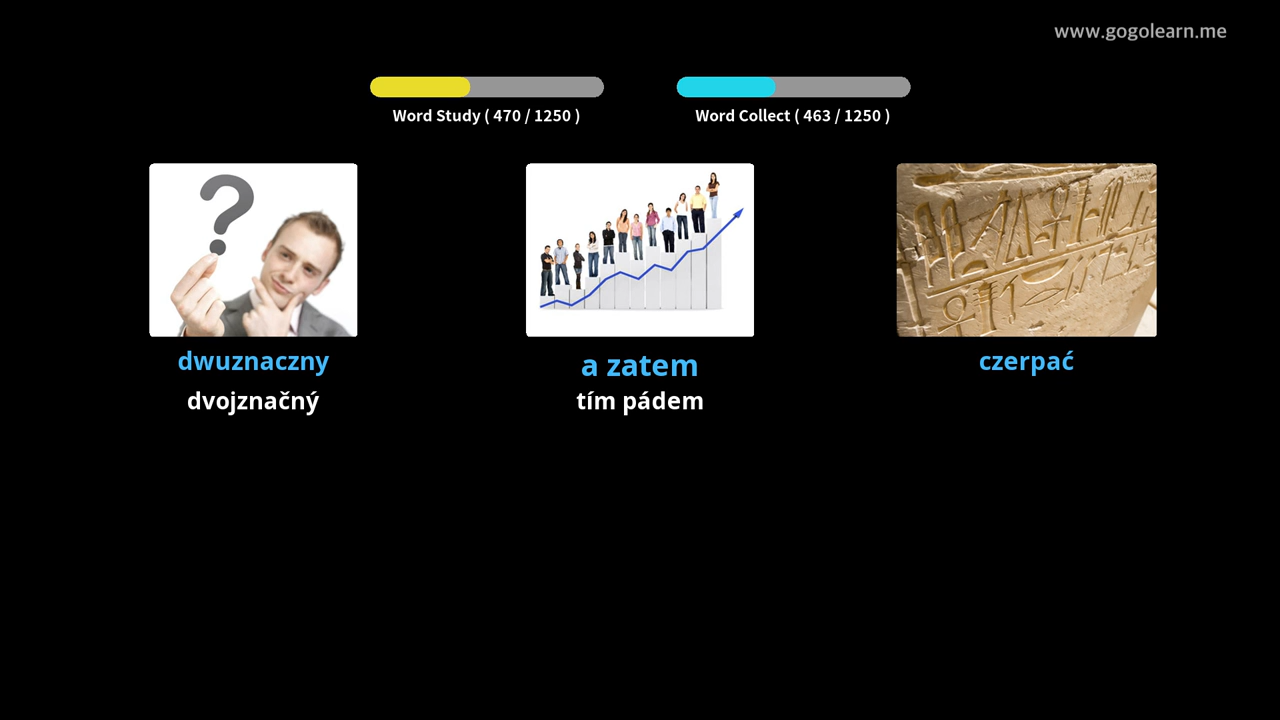 www.gogolearn.me
Word Study ( 470 / 1250 )
Word Collect ( 463 / 1250 )
dwuznaczny
dvojznačný
a zatem
tím pádem
czerpać